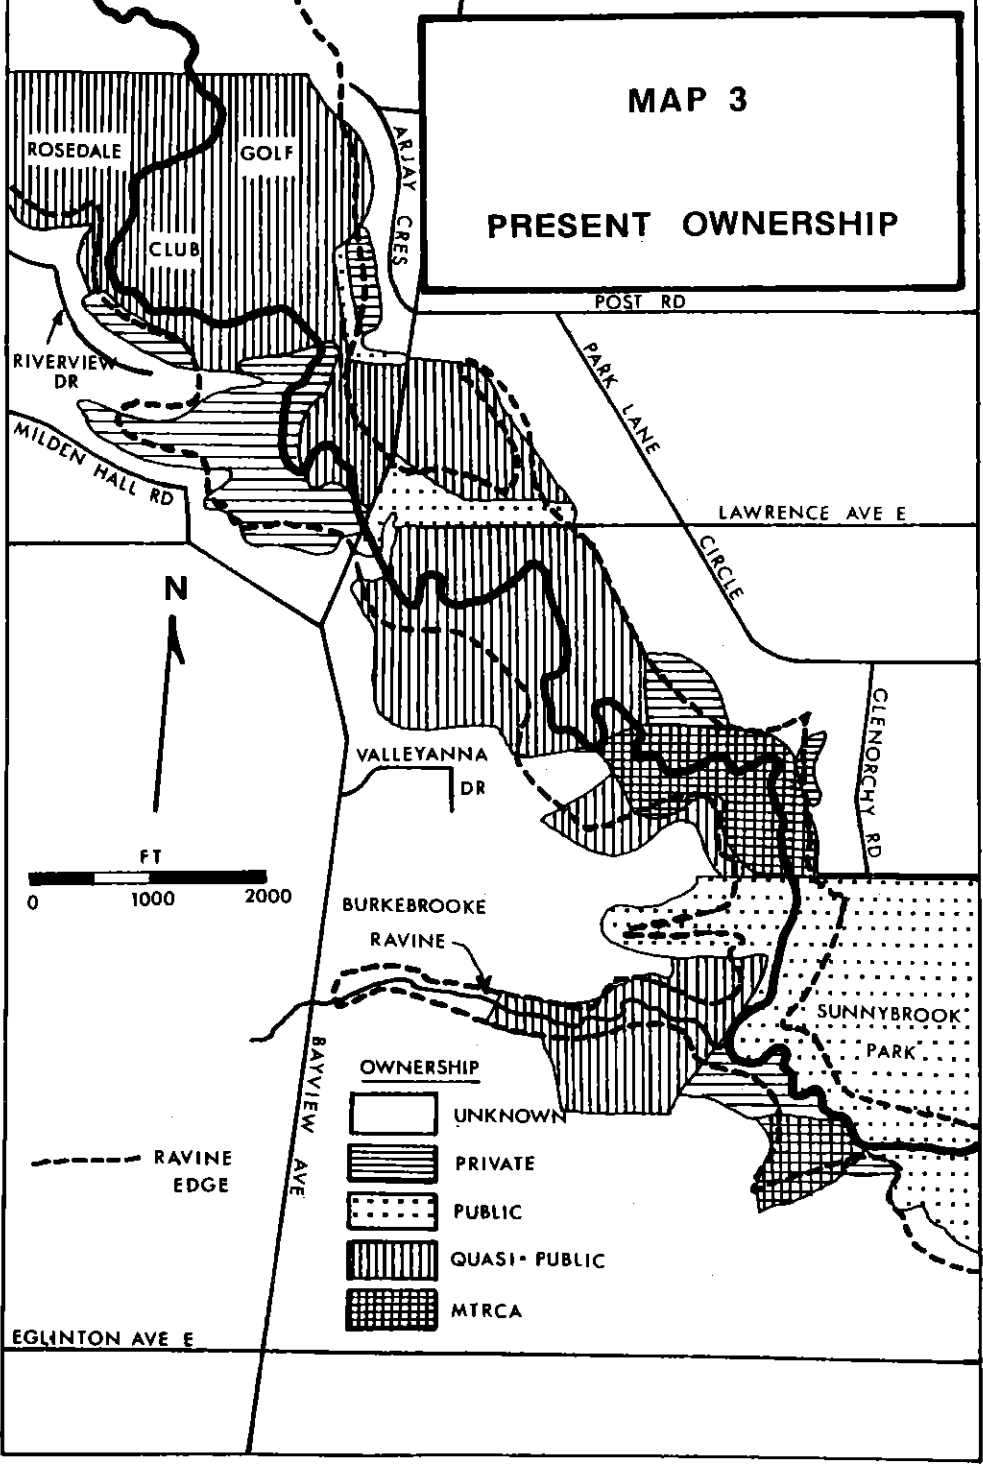 MAP 3
PRESENT OWNERSHIP
ROSEDALE
GOLF
CLUB
ARJAY CRES
POST RD
RIVERVIEW
DR
PARK LANE
CIRCLE
MILDEN HALL RD
LAWRENCE AVE E
N
VALLEYANNA
DR
GLENORCHY RD
FT
0 1000 2000
BURKEBROOKE
RAVINE
SUNNYBROOK
PARK
BAYVIEW AVE
OWNERSHIP
UNKNOWN
PRIVATE
PUBLIC
QUASI-PUBLIC
MTRCA
RAVINE
EDGE
EGLINTON AVE E